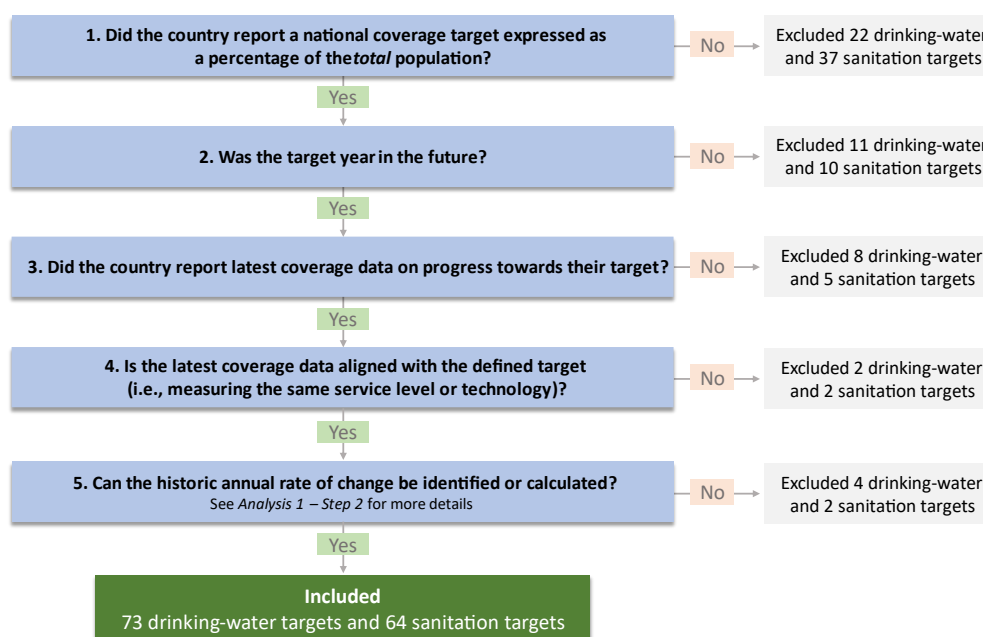 1. Did the country report a national coverage target expressed as
a percentage of the total population?
No
Excluded 22 drinking-water
and 37 sanitation targets
Yes
2. Was the target year in the future?
No
Excluded 11 drinking-water
and 10 sanitation targets
Yes
3. Did the country report latest coverage data on progress towards their target?
No
Excluded 8 drinking-water
and 5 sanitation targets
Yes
4. Is the latest coverage data aligned with the defined target
(i.e., measuring the same service level or technology)?
No
Excluded 2 drinking-water
and 2 sanitation targets
Yes
5. Can the historic annual rate of change be identified or calculated?
See Analysis 1 – Step 2 for more details
No
Excluded 4 drinking-water
and 2 sanitation targets
Yes
Included
73 drinking-water targets and 64 sanitation targets